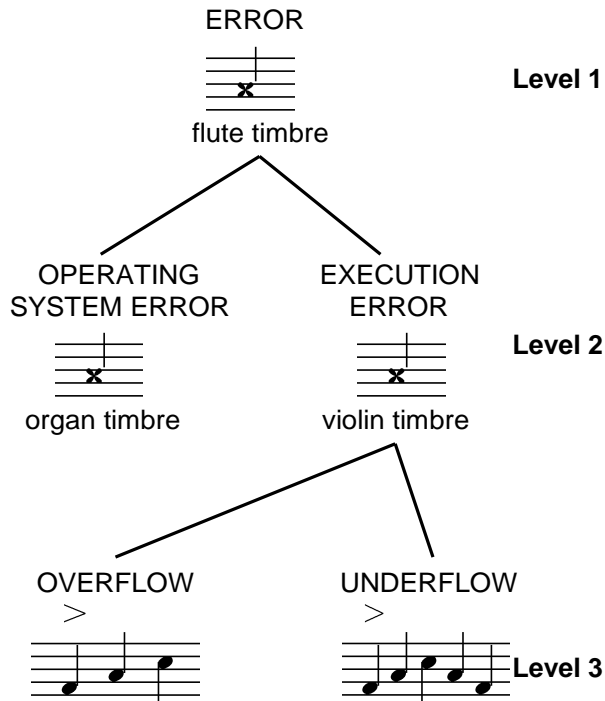 ERROR
Level 1
flute timbre
OPERATING
SYSTEM ERROR
EXECUTION
ERROR
Level 2
organ timbre
violin timbre
OVERFLOW
UNDERFLOW
>
>
Level 3